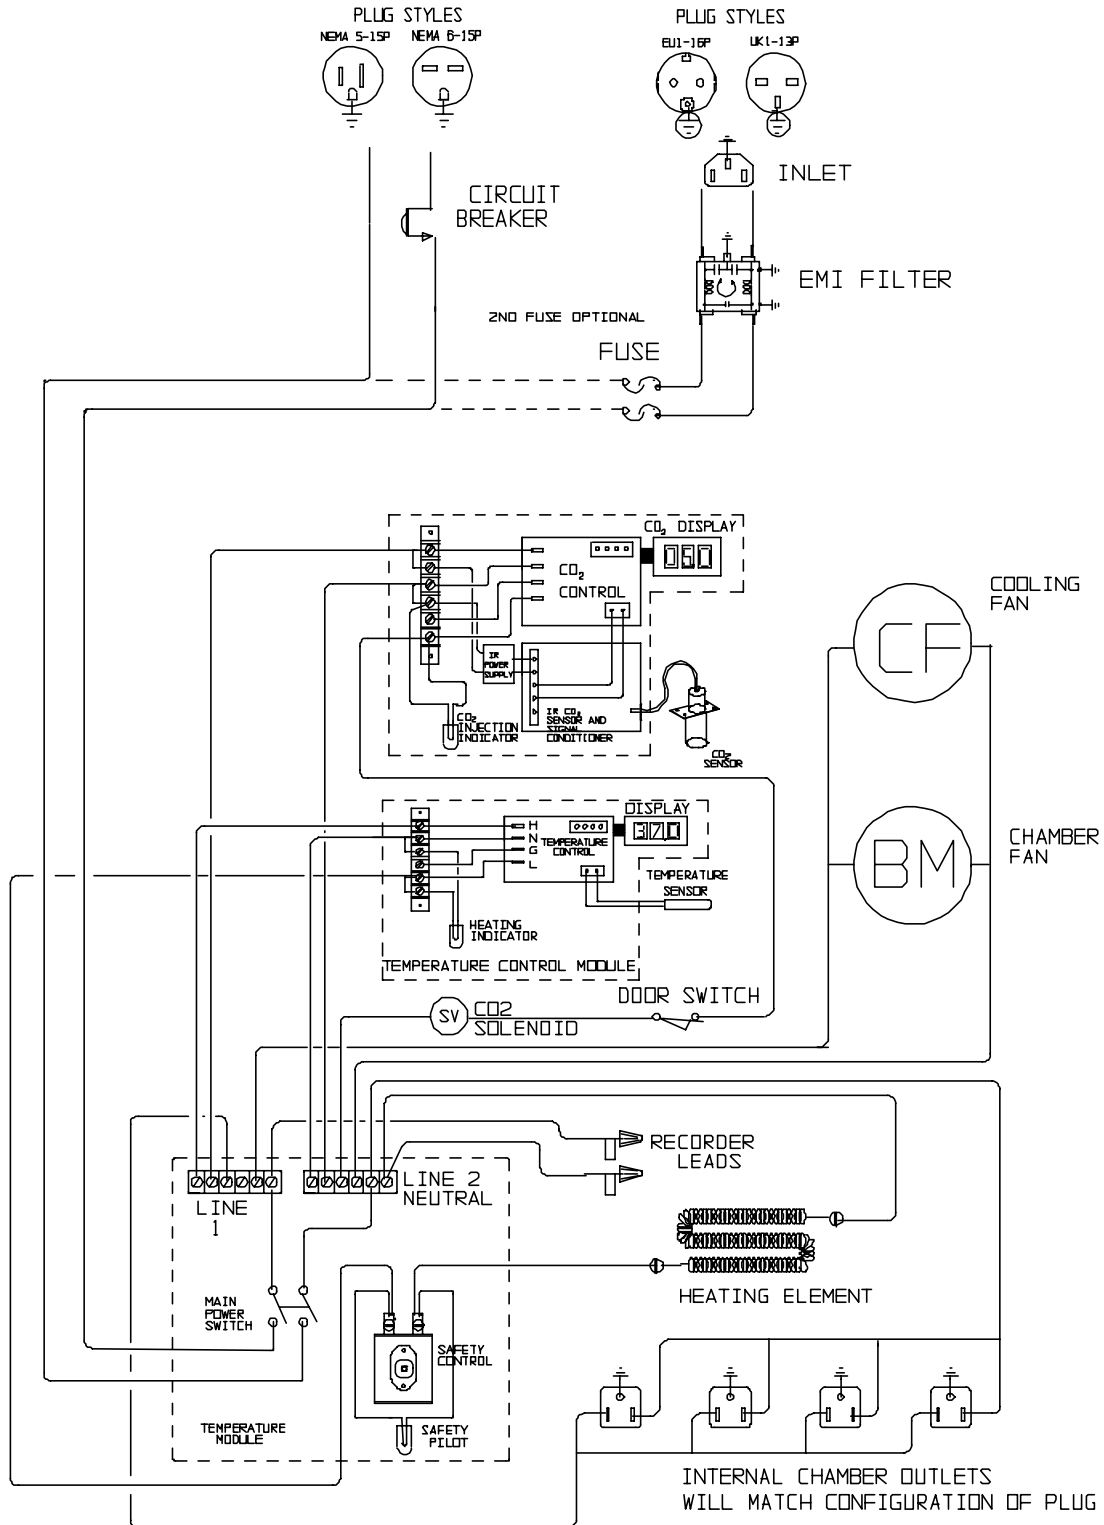 PLUG STYLES
NEMA 5-15P NEMA 6-15P
PLUG STYLES
EU1-16P UK1-13P
INLET
CIRCUIT
BREAKER
EMI FILTER
2ND FUSE OPTIONAL
FUSE
CO2 DISPLAY
060
CO2
CONTROL
IR
POWER
SUPPLY
CO2
INJECTION
INDICATOR
IR CO2
SENSOR AND
SIGNAL
CONDITIONER
CO2
SENSOR
COOLING
FAN
CF
DISPLAY
370
H
N
G
L
TEMPERATURE
CONTROL
TEMPERATURE
SENSOR
HEATING
INDICATOR
TEMPERATURE CONTROL MODULE
CHAMBER
FAN
BM
DOOR SWITCH
SV
CO2
SOLENOID
RECORDER
LEADS
LINE
1
LINE 2
NEUTRAL
HEATING ELEMENT
MAIN
POWER
SWITCH
SAFETY
CONTROL
SAFETY
PILOT
TEMPERATURE
MODULE
INTERNAL CHAMBER OUTLETS
WILL MATCH CONFIGURATION OF PLUG